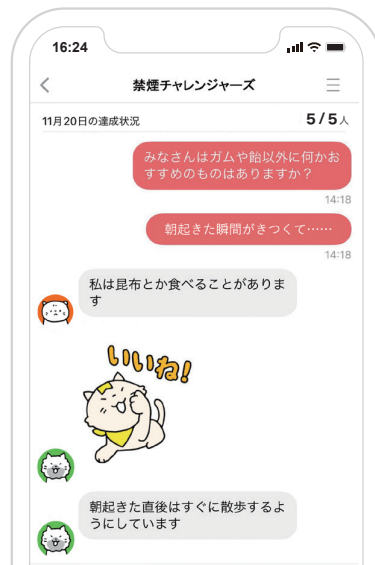 16:24
禁煙チャレンジャーズ
11月20日の達成状況
5/5人
みなさんはガムや飴以外に何かお
すすめのものはありますか？
14:18
朝起きた瞬間がきつくて……
14:18
私は昆布とか食べることがありま
す
いいね!
朝起きた直後はすぐに散歩するよ
うにしています